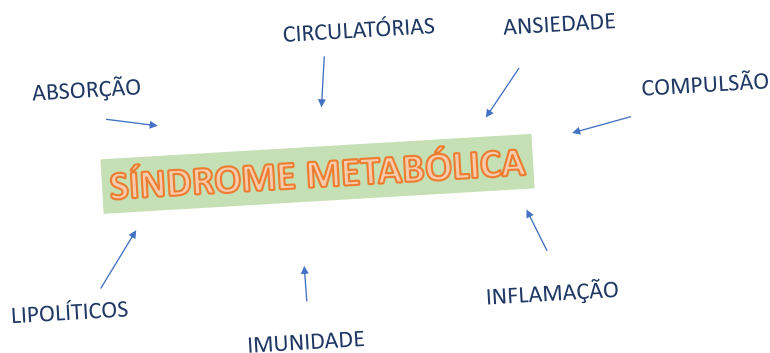 CIRCULATÓRIAS
ANSIEDADE
ABSORÇÃO
COMPULSÃO
SÍNDROME METABÓLICA
LIPOLÍTICOS
IMUNIDADE
INFLAMAÇÃO